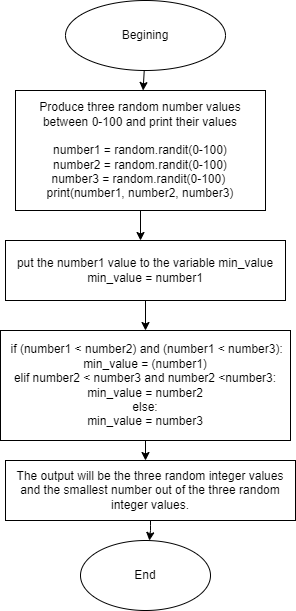 Begining
Produce three random number values
between 0-100 and print their values
number1 = random.randit(0-100)
number2 = random.randit(0-100)
number3 = random.randit(0-100)
print(number1, number2, number3)
put the number1 value to the variable min_value
min_value = number1
if (number1 < number2) and (number1 < number3):
min_value = (number1)
elif number2 < number3 and number2 <number3:
min_value = number2
else:
min_value = number3
The output will be the three random integer values
and the smallest number out of the three random
integer values.
End